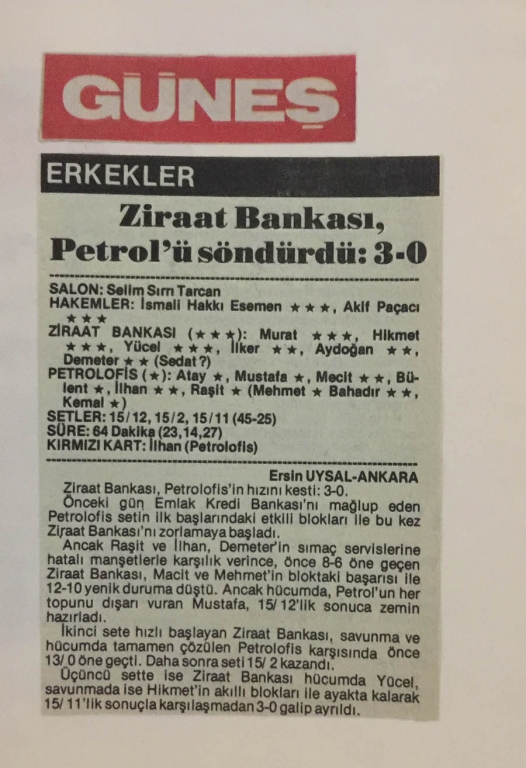 GÜNEŞ
ERKEKLER
Ziraat Bankası,
Petrol'ü söndürdü: 3-0
SALON: Selim Sırrı Tarcan
HAKEMLER: İsmali Hakkı Esemen ★★★, Akif Paçacı
★★★
ZİRAAT BANKASI (★★★): Murat ★★★, Hikmet
★★★, Yücel ★★★, İlker ★★, Aydoğan ★★,
Demeter ★★ (Sedat?)
PETROLOFİS (★): Atay ★, Mustafa ★, Mecit ★★, Bü-
lent ★, İlhan ★★, Raşit ★ (Mehmet ★ Bahadır ★★,
Kemal ★)
SETLER: 15/12, 15/2, 15/11 (45-25)
SÜRE: 64 Dakika (23,14,27)
KIRMIZI KART: İlhan (Petrolofis)
Ersin UYSAL-ANKARA
Ziraat Bankası, Petrolofis'in hızını kesti: 3-0.
Önceki gün Emlak Kredi Bankası'nı mağlup eden
Petrolofis setin ilk başlarındaki etkili blokları ile bu kez
Ziraat Bankası'nı zorlamaya başladı.
Ancak Raşit ve İlhan, Demeter'in sımaç servislerine
hatalı manşetlerle karşılık verince, önce 8-6 öne geçen
Ziraat Bankası, Macit ve Mehmet'in bloktaki başarısı ile
12-10 yenik duruma düştü. Ancak hücumda, Petrol'un her
topunu dışarı vuran Mustafa, 15/12'lik sonuca zemin
hazırladı.
İkinci sete hızlı başlayan Ziraat Bankası, savunma ve
hücumda tamamen çözülen Petrolofis karşısında önce
13/0 öne geçti. Daha sonra seti 15/2 kazandı.
Üçüncü sette ise Ziraat Bankası hücumda Yücel,
savunmada ise Hikmet'in akıllı blokları ile ayakta kalarak
15/11'lik sonuçla karşılaşmadan 3-0 galip ayrıldı.